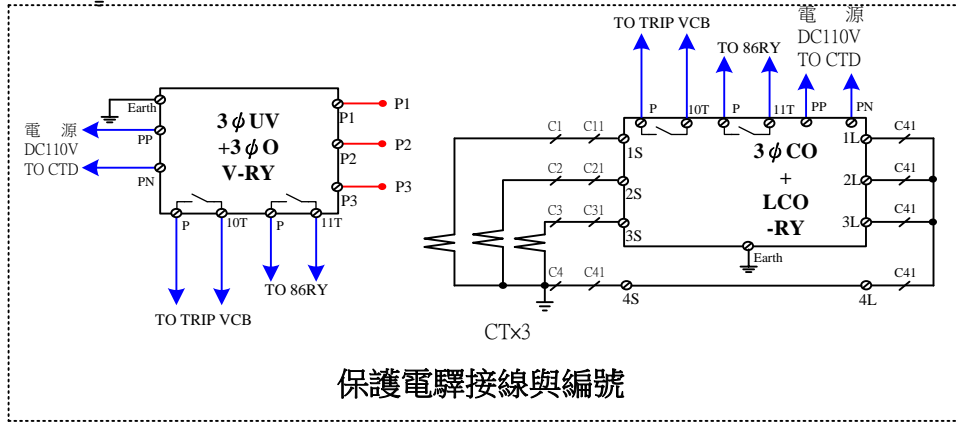 Earth
電 源
DC110V
TO CTD
PP
PN
3ϕUV
+3ϕO
V-RY
P1
P1
P2
P2
P3
P3
P
10T
P
11T
TO 86RY
TO TRIP VCB
TO TRIP VCB
TO 86RY
電 源
DC110V
TO CTD
P
10T
P
11T
PP
PN
C1
C11
1S
C2
C21
2S
C3
C31
3S
C4
C41
4S
3ϕCO
+
LCO
-RY
Earth
1L
C41
2L
C41
3L
C41
4L
C41
CTx3
保護電驛接線與編號